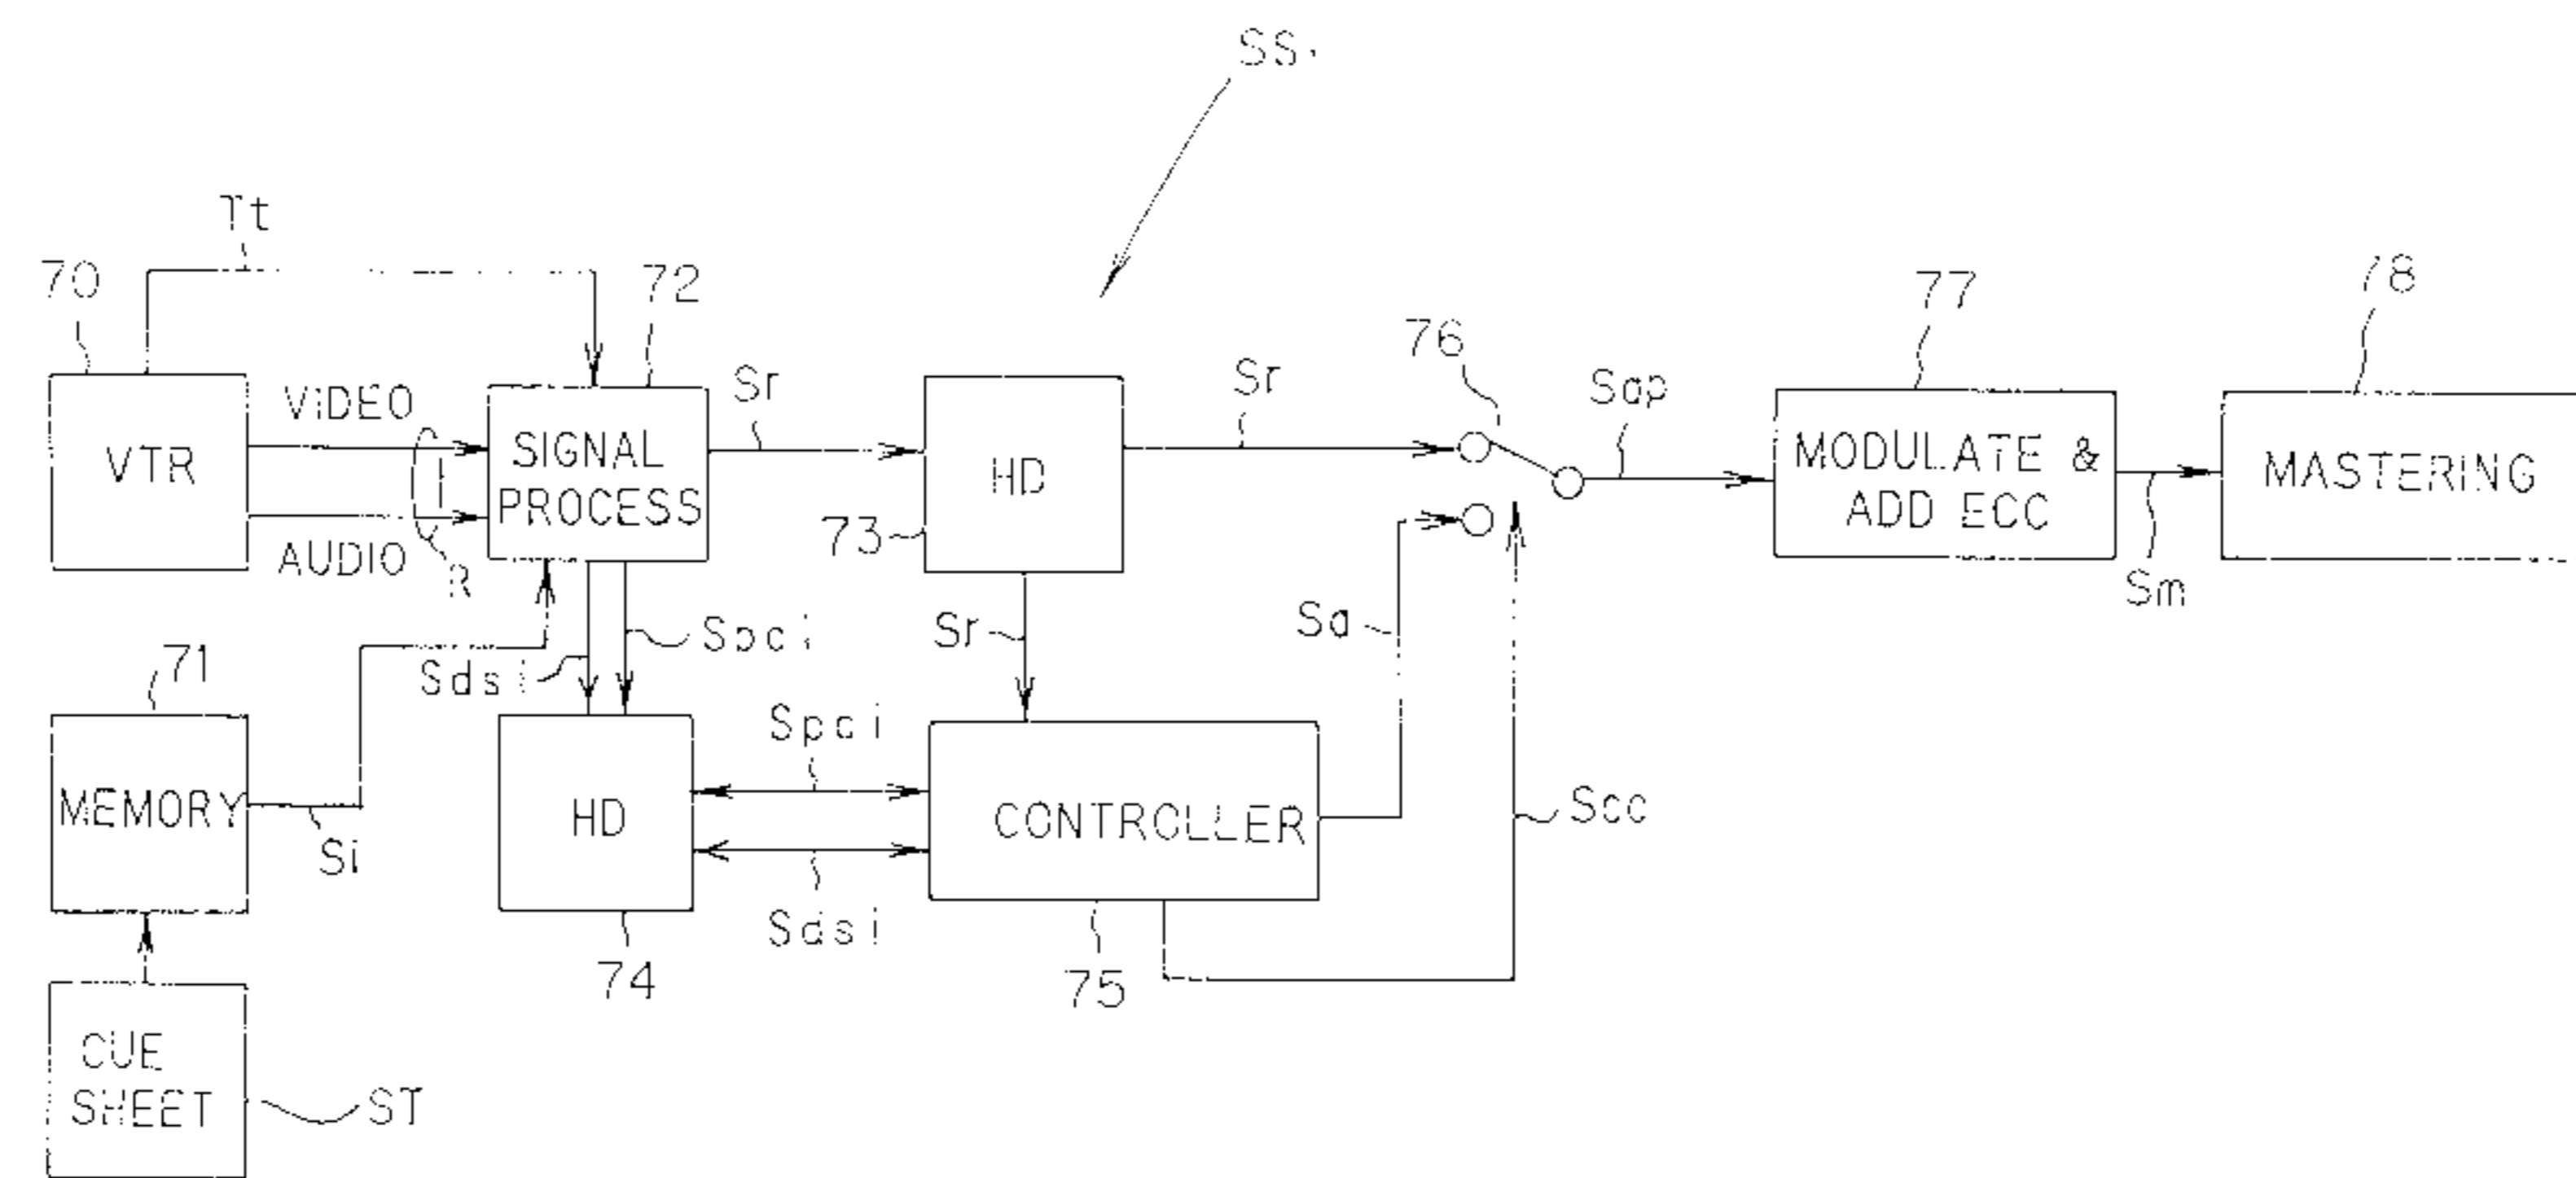 SS1
Tt
70
72
76
77
78
VTR
VIDEO
AUDIO
R
SIGNAL
PROCESS
Sr
HD
73
Sr
Sap
MODULATE &
ADD ECC
Sm
MASTERING
71
MEMORY
Si
Sdsi
Spci
Sr
Sa
Scc
HD
74
Spci
Sdsi
CONTROLLER
75
CUE
SHEET
ST